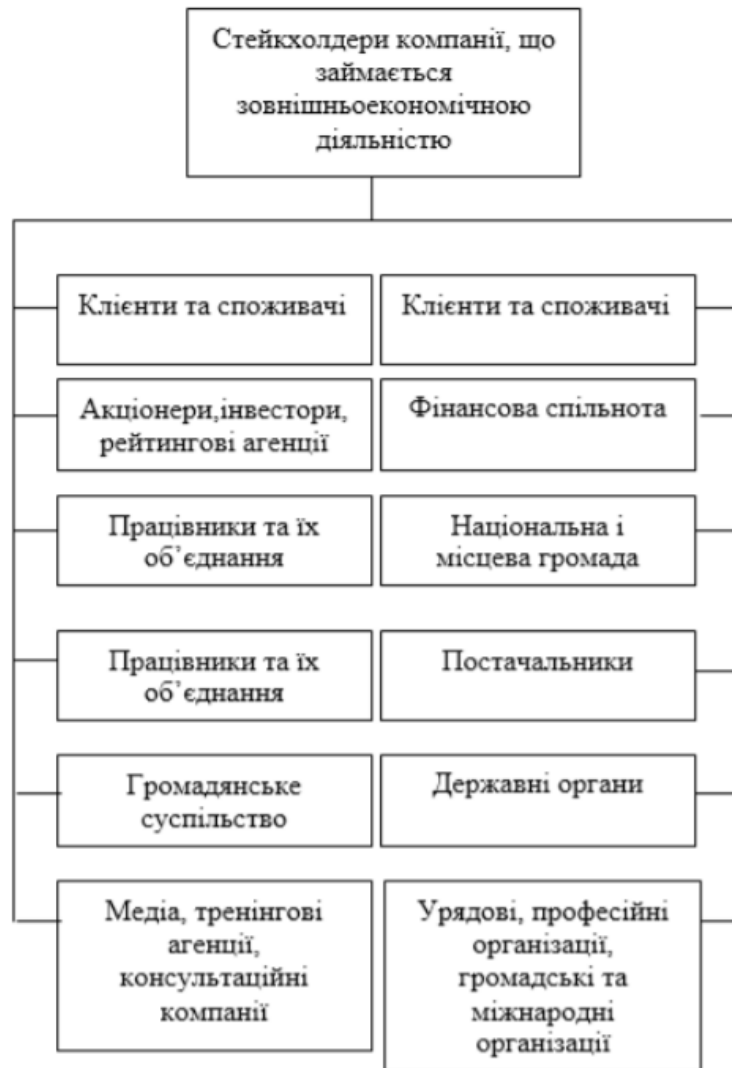 Стейкхолдери компанії, що
займається
зовнішньоекономічною
діяльністю
Клієнти та споживачі
Клієнти та споживачі
Акціонери,інвестори,
рейтингові агенції
Фінансова спільнота
Працівники та їх
об’єднання
Національна і
місцева громада
Працівники та їх
об’єднання
Постачальники
Громадянське
суспільство
Державні органи
Медіа, тренінгові
агенції,
консультаційні
компанії
Урядові, професійні
організації,
громадські та
міжнародні
організації